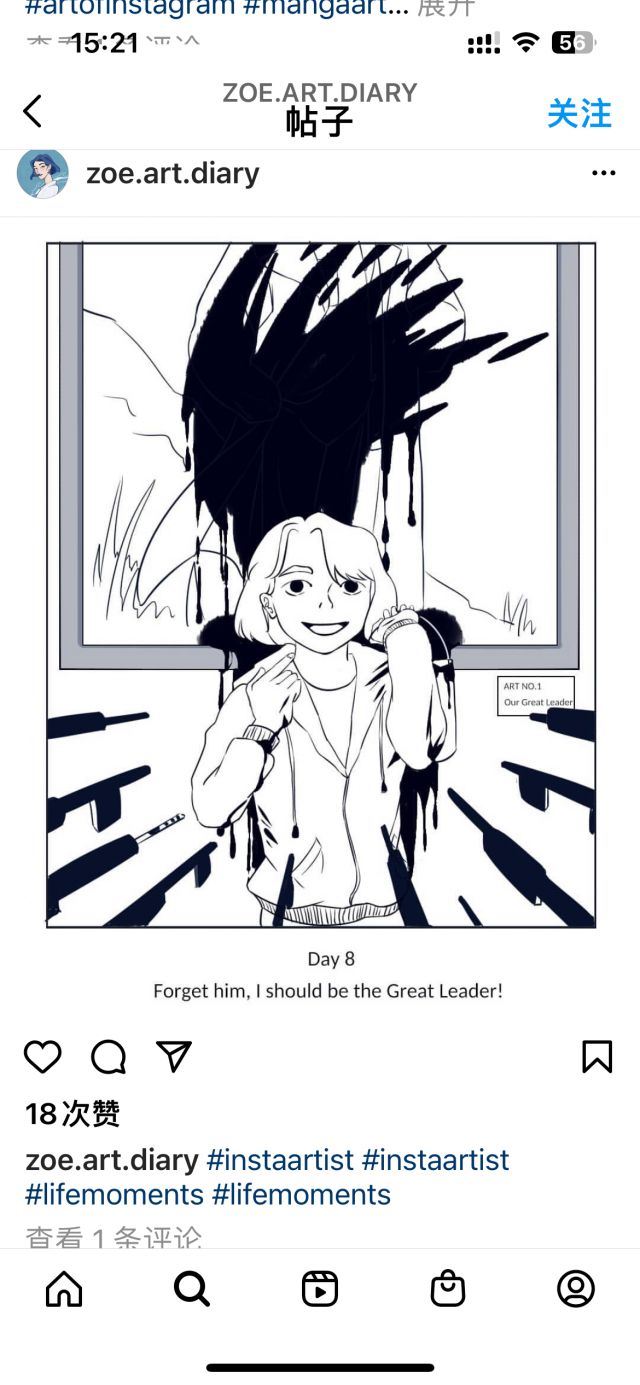 #artofinstagram #mangaart... 展开
15:21
56
ZOE.ART.DIARY
帖子
关注
zoe.art.diary
ART NO.1
Our Great Leader
Day 8
Forget him, I should be the Great Leader!
18次赞
zoe.art.diary #instaartist #instaartist
#lifemoments #lifemoments
查看 1 条评论